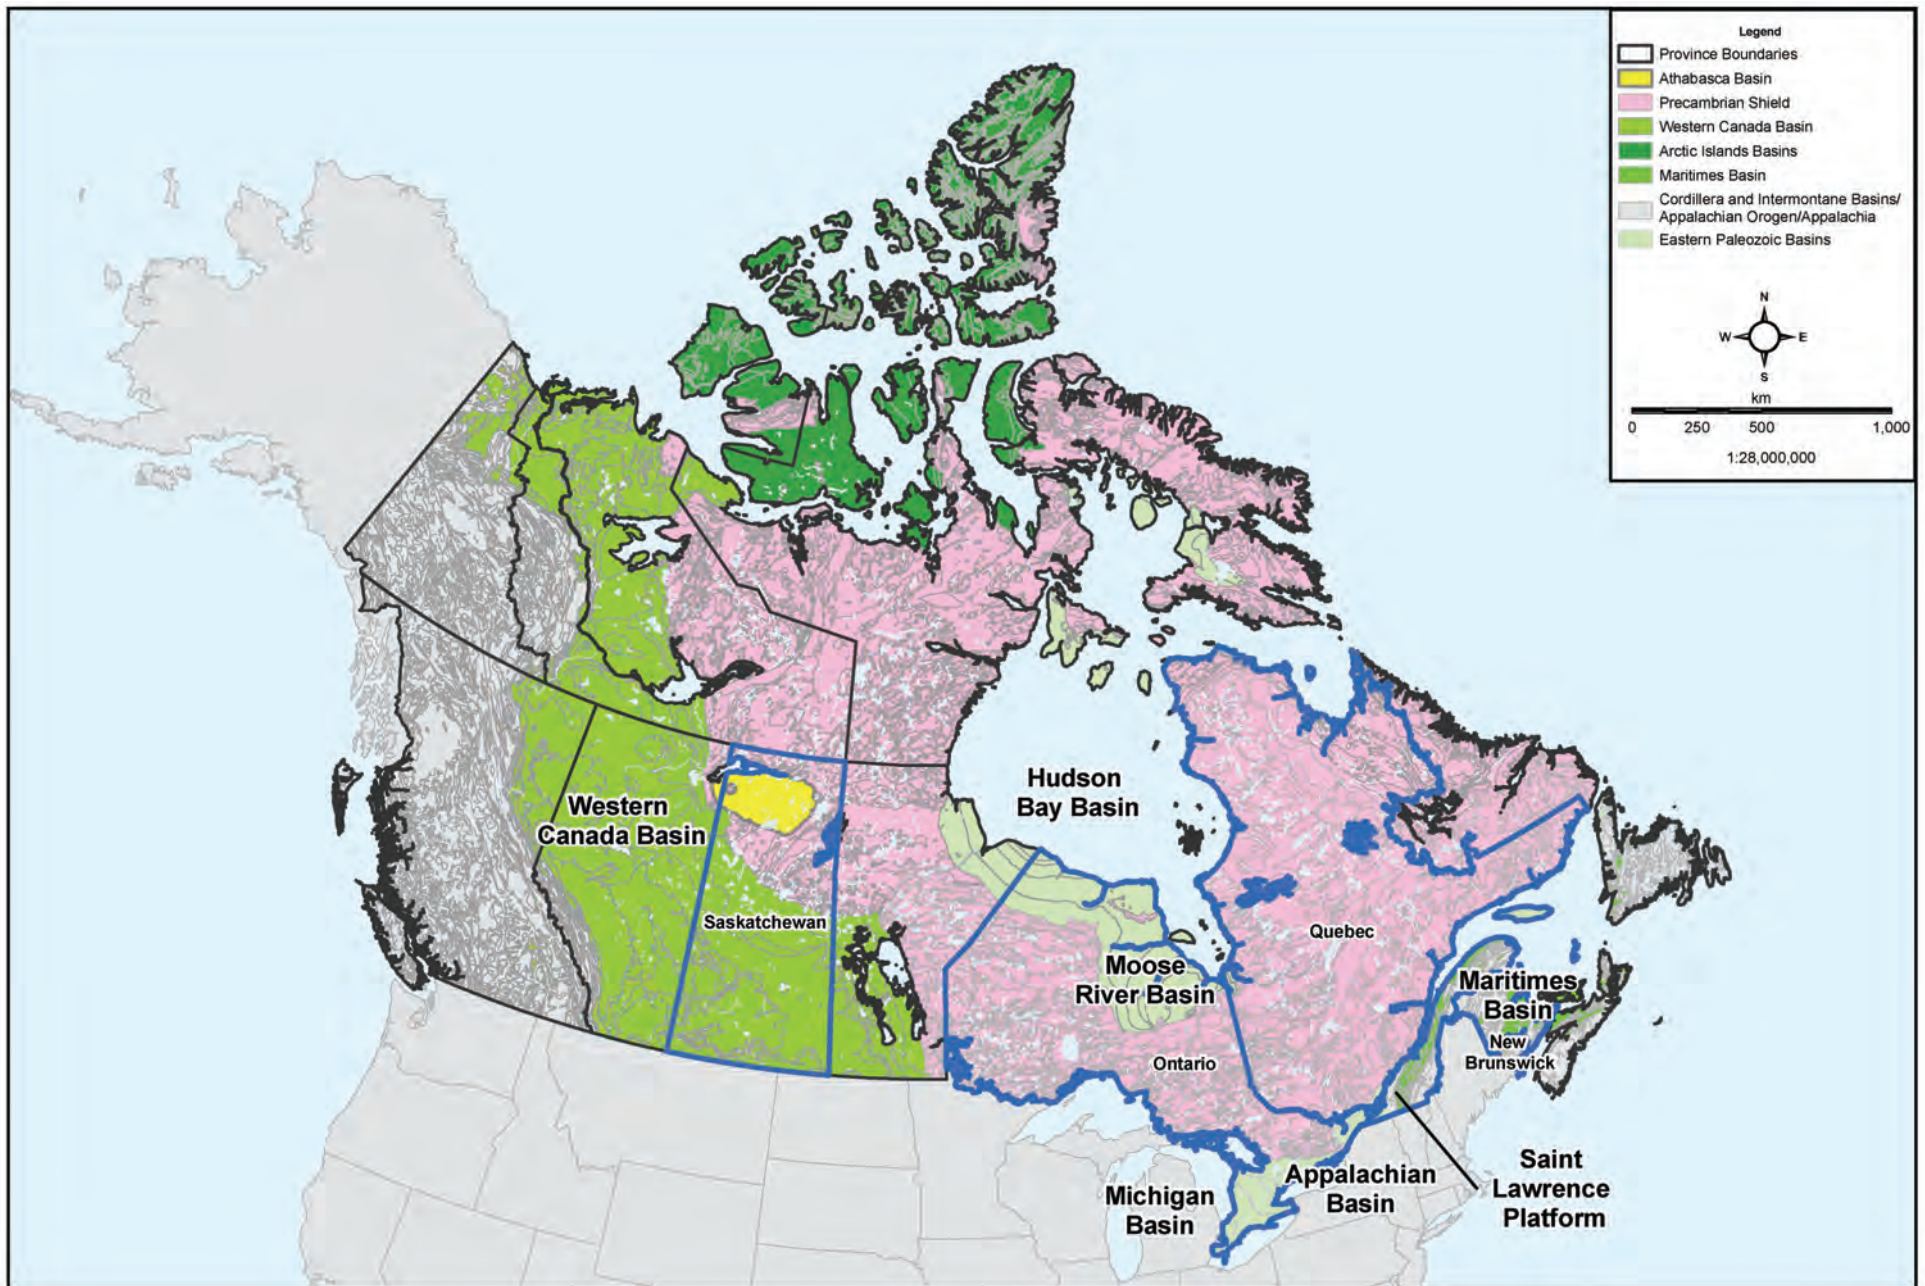 Legend
Province Boundaries
Athabasca Basin
Precambrian Shield
Western Canada Basin
Arctic Islands Basins
Maritimes Basin
Cordillera and Intermontane Basins/
Appalachian Orogen/Appalachia
Eastern Paleozoic Basins
N
W
E
S
km
0
250
500
1,000
1:28,000,000
Hudson
Bay Basin
Western
Canada Basin
Saskatchewan
Quebec
Moose
River Basin
Maritimes
Basin
New
Brunswick
Ontario
Saint
Lawrence
Platform
Appalachian
Basin
Michigan
Basin